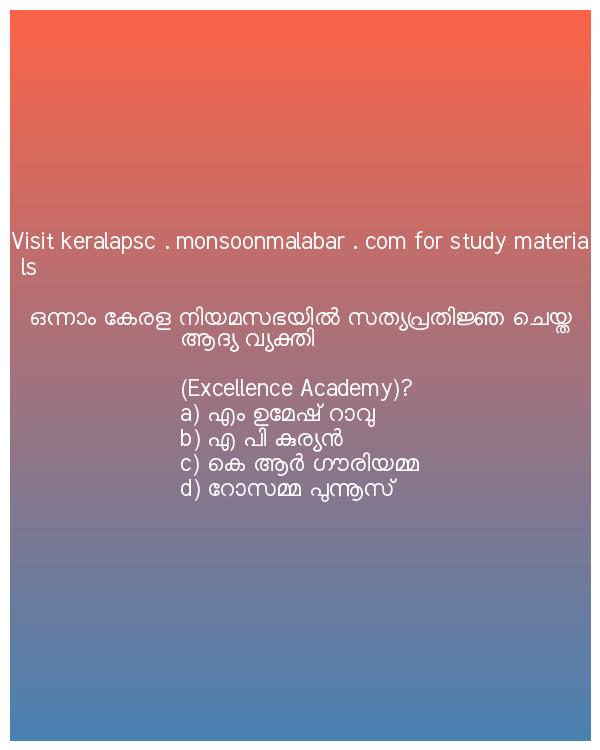 Visit keralapsc . monsoonmalabar . com for study materia
ls
ഒന്നാം കേരള നിയമസഭയിൽ സത്യപ്രതിജ്ഞ ചെയ്ത
ആദ്യ വ്യക്തി
(Excellence Academy)?
a) എം ഉമേഷ് റാവു
b) എ പി കുര്യൻ
c) കെ ആർ ഗൗരിയമ്മ
d) റോസമ്മ പുന്നൂസ്